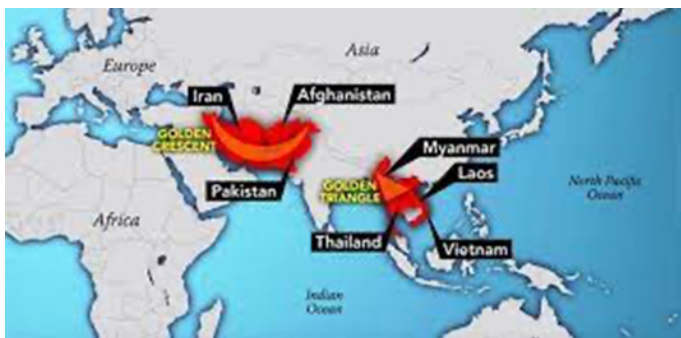 Asia
Europe
Iran
Afghanistan
GOLDEN
CRESCENT
Myanmar
Laos
Pakistan
GOLDEN
TRIANGLE
North Pacific
Ocean
Africa
Thailand
Vietnam
Indian
Ocean